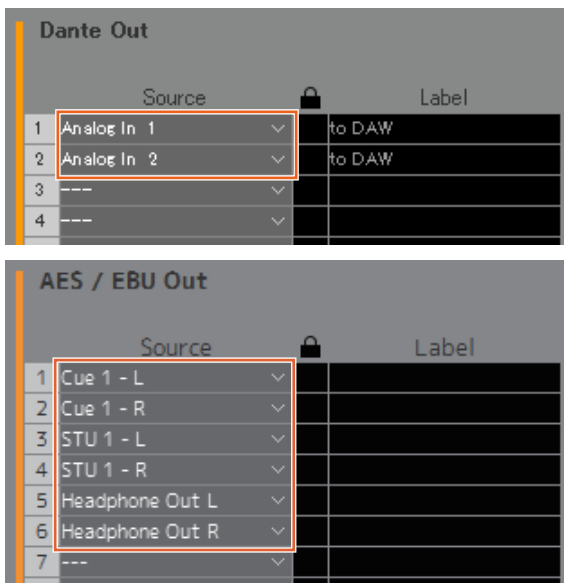 Dante Out
Source Label
1 Analog In 1 to DAW
2 Analog In 2 to DAW
3 ---
4 ---
AES / EBU Out
Source Label
1 Cue 1 - L
2 Cue 1 - R
3 STU 1 - L
4 STU 1 - R
5 Headphone Out L
6 Headphone Out R
7 ---